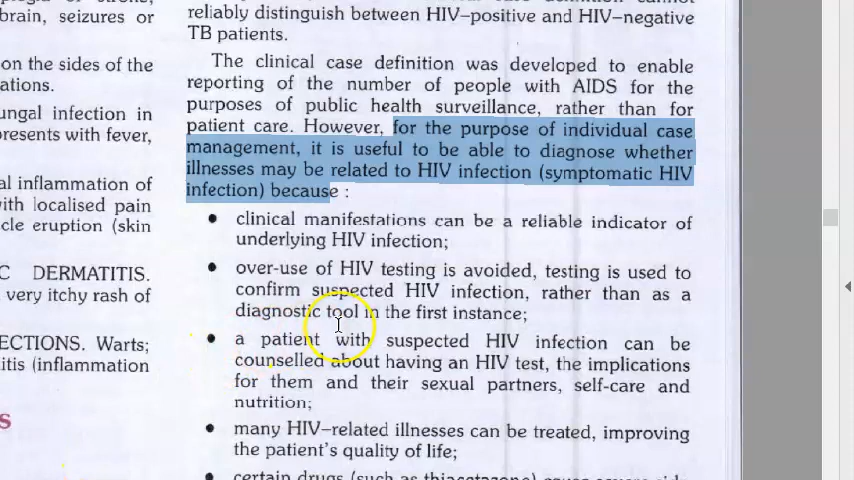 brain, seizures or
on the sides of the
ations.
ungal infection in
presents with fever,
al inflammation of
with localised pain
cle eruption (skin
C DERMATITIS.
very itchy rash of
ECTIONS. Warts;
itis (inflammation
reliably distinguish between HIV–positive and HIV–negative
TB patients.
The clinical case definition was developed to enable
reporting of the number of people with AIDS for the
purposes of public health surveillance, rather than for
patient care. However, for the purpose of individual case
management, it is useful to be able to diagnose whether
illnesses may be related to HIV infection (symptomatic HIV
infection) because :
• clinical manifestations can be a reliable indicator of
underlying HIV infection;
• over-use of HIV testing is avoided, testing is used to
confirm suspected HIV infection, rather than as a
diagnostic tool in the first instance;
• a patient with suspected HIV infection can be
counselled about having an HIV test, the implications
for them and their sexual partners, self-care and
nutrition;
• many HIV–related illnesses can be treated, improving
the patient's quality of life;
certain drugs (such as thiacetazone) cause severe side